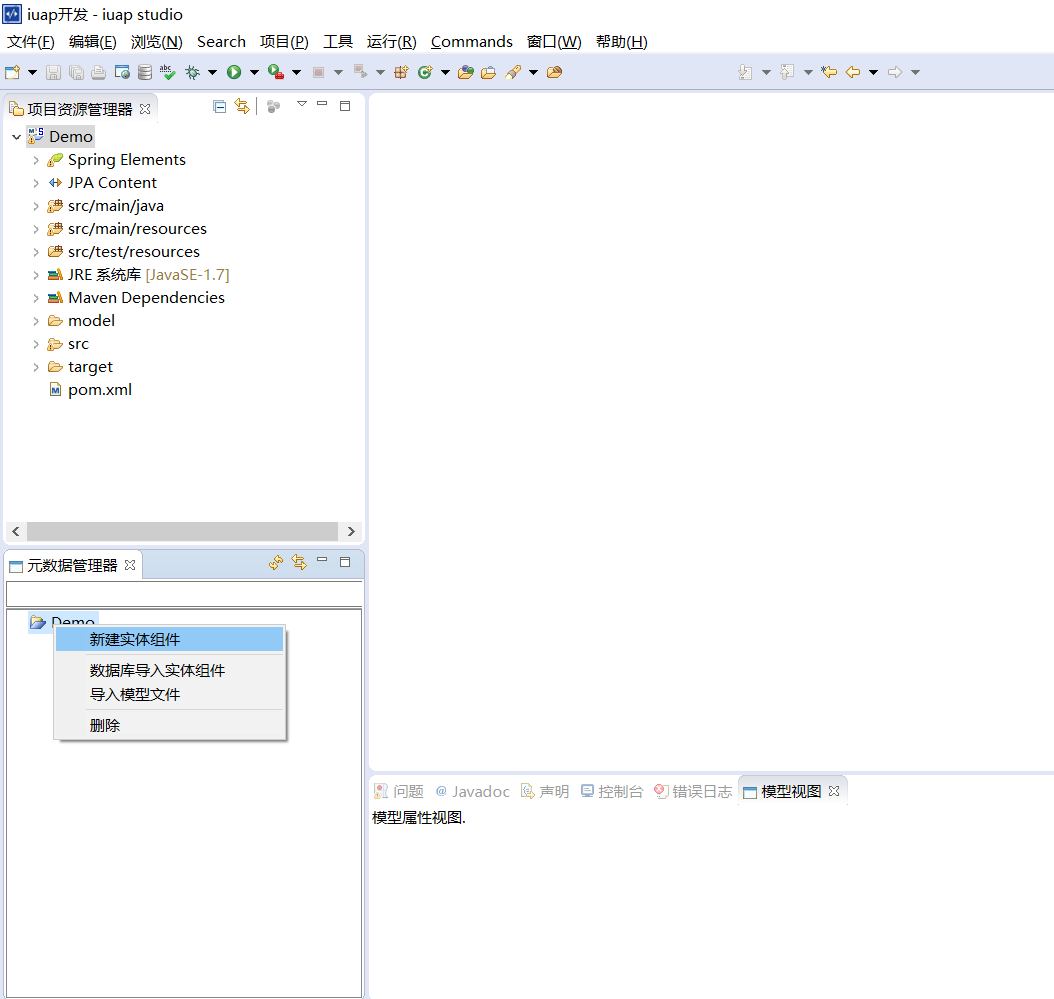 iuap开发 - iuap studio
文件(F) 编辑(E) 浏览(N) Search 项目(P) 工具 运行(R) Commands 窗口(W) 帮助(H)
项目资源管理器
Demo
Spring Elements
JPA Content
src/main/java
src/main/resources
src/test/resources
JRE 系统库 [JavaSE-1.7]
Maven Dependencies
model
src
target
pom.xml
元数据管理器
Demo
新建实体组件
数据库导入实体组件
导入模型文件
删除
问题 @ Javadoc 声明 控制台 错误日志 模型视图
模型属性视图.